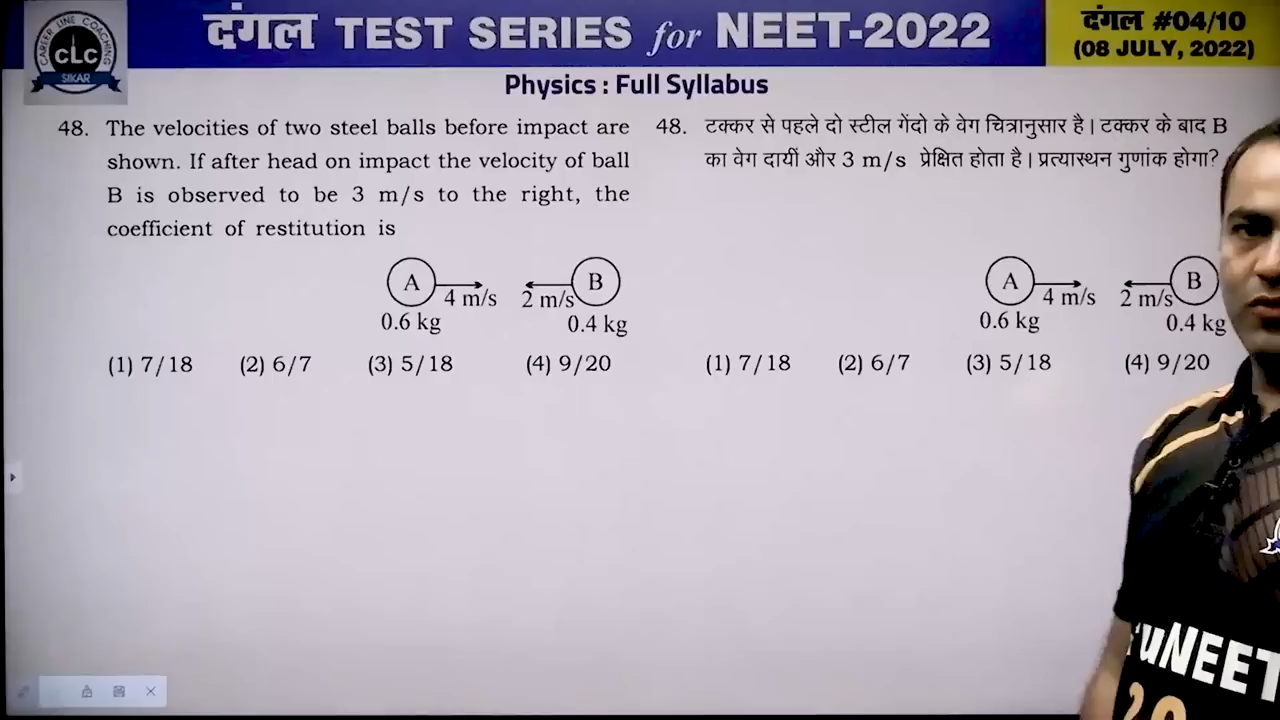 CAREER LINE COACHING
CLC
SIKAR
दंगल TEST SERIES for NEET-2022
दंगल #04/10
(08 JULY, 2022)
Physics : Full Syllabus
48. The velocities of two steel balls before impact are
shown. If after head on impact the velocity of ball
B is observed to be 3 m/s to the right, the
coefficient of restitution is
A
4 m/s
2 m/s
B
0.6 kg
0.4 kg
(1) 7/18 (2) 6/7 (3) 5/18 (4) 9/20
48. टक्कर से पहले दो स्टील गेंदो के वेग चित्रानुसार है। टक्कर के बाद B
का वेग दायीं और 3 m/s प्रेक्षित होता है। प्रत्यास्थन गुणांक होगा?
A
4 m/s
2 m/s
B
0.6 kg
0.4 kg
(1) 7/18 (2) 6/7 (3) 5/18 (4) 9/20
uNEET